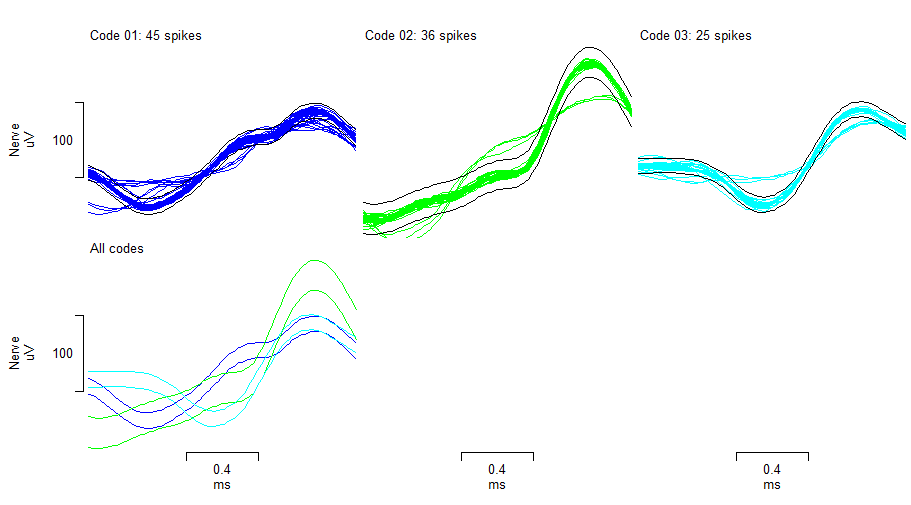 Code 01: 45 spikes
Code 02: 36 spikes
Code 03: 25 spikes
Nerve
uV
100
All codes
Nerve
uV
100
0.4
ms
0.4
ms
0.4
ms